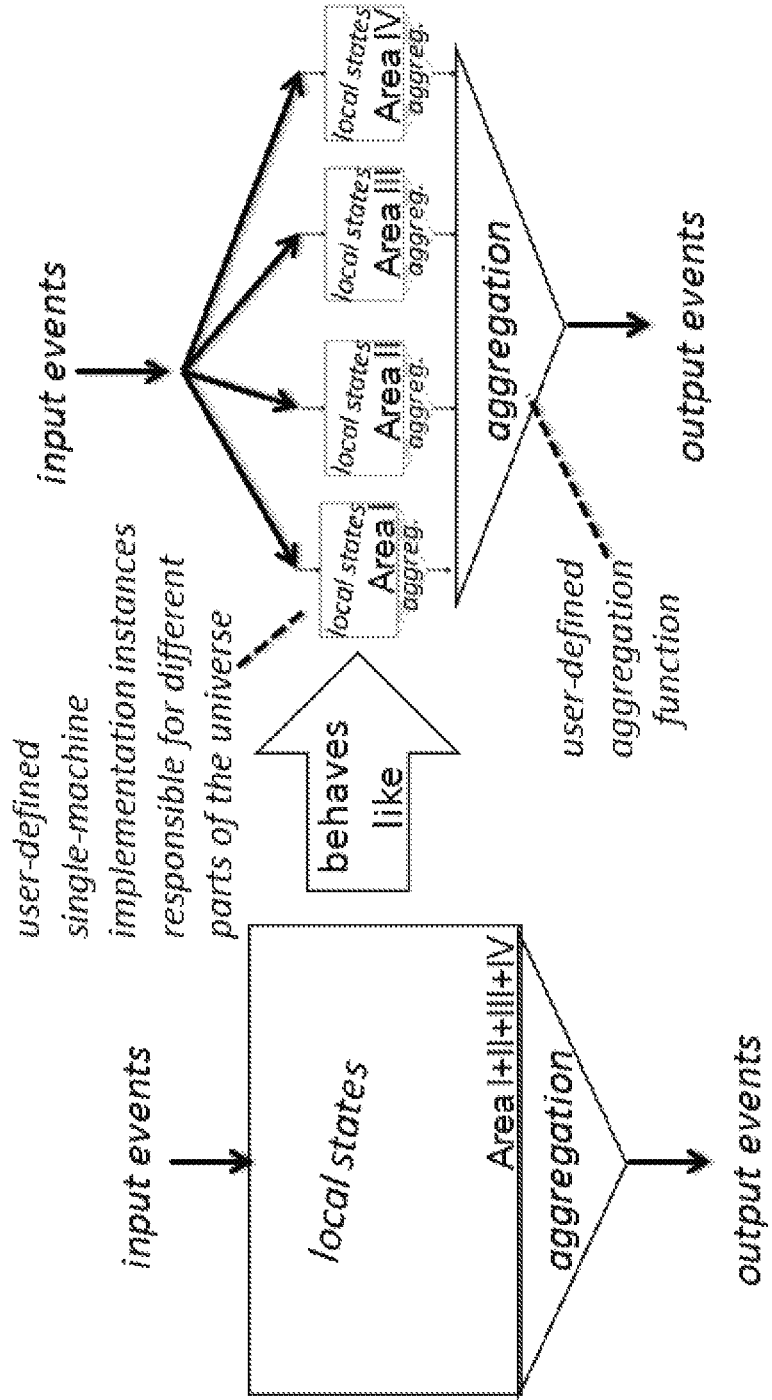 input events
local states
Area I+II+III+IV
aggregation
output events
user-defined
single-machine
implementation instances
responsible for different
parts of the universe
behaves
like
input events
local states
Area I
aggreg.
local states
Area II
aggreg.
local states
Area III
aggreg.
local states
Area IV
aggreg.
aggregation
user-defined
aggregation
function
output events